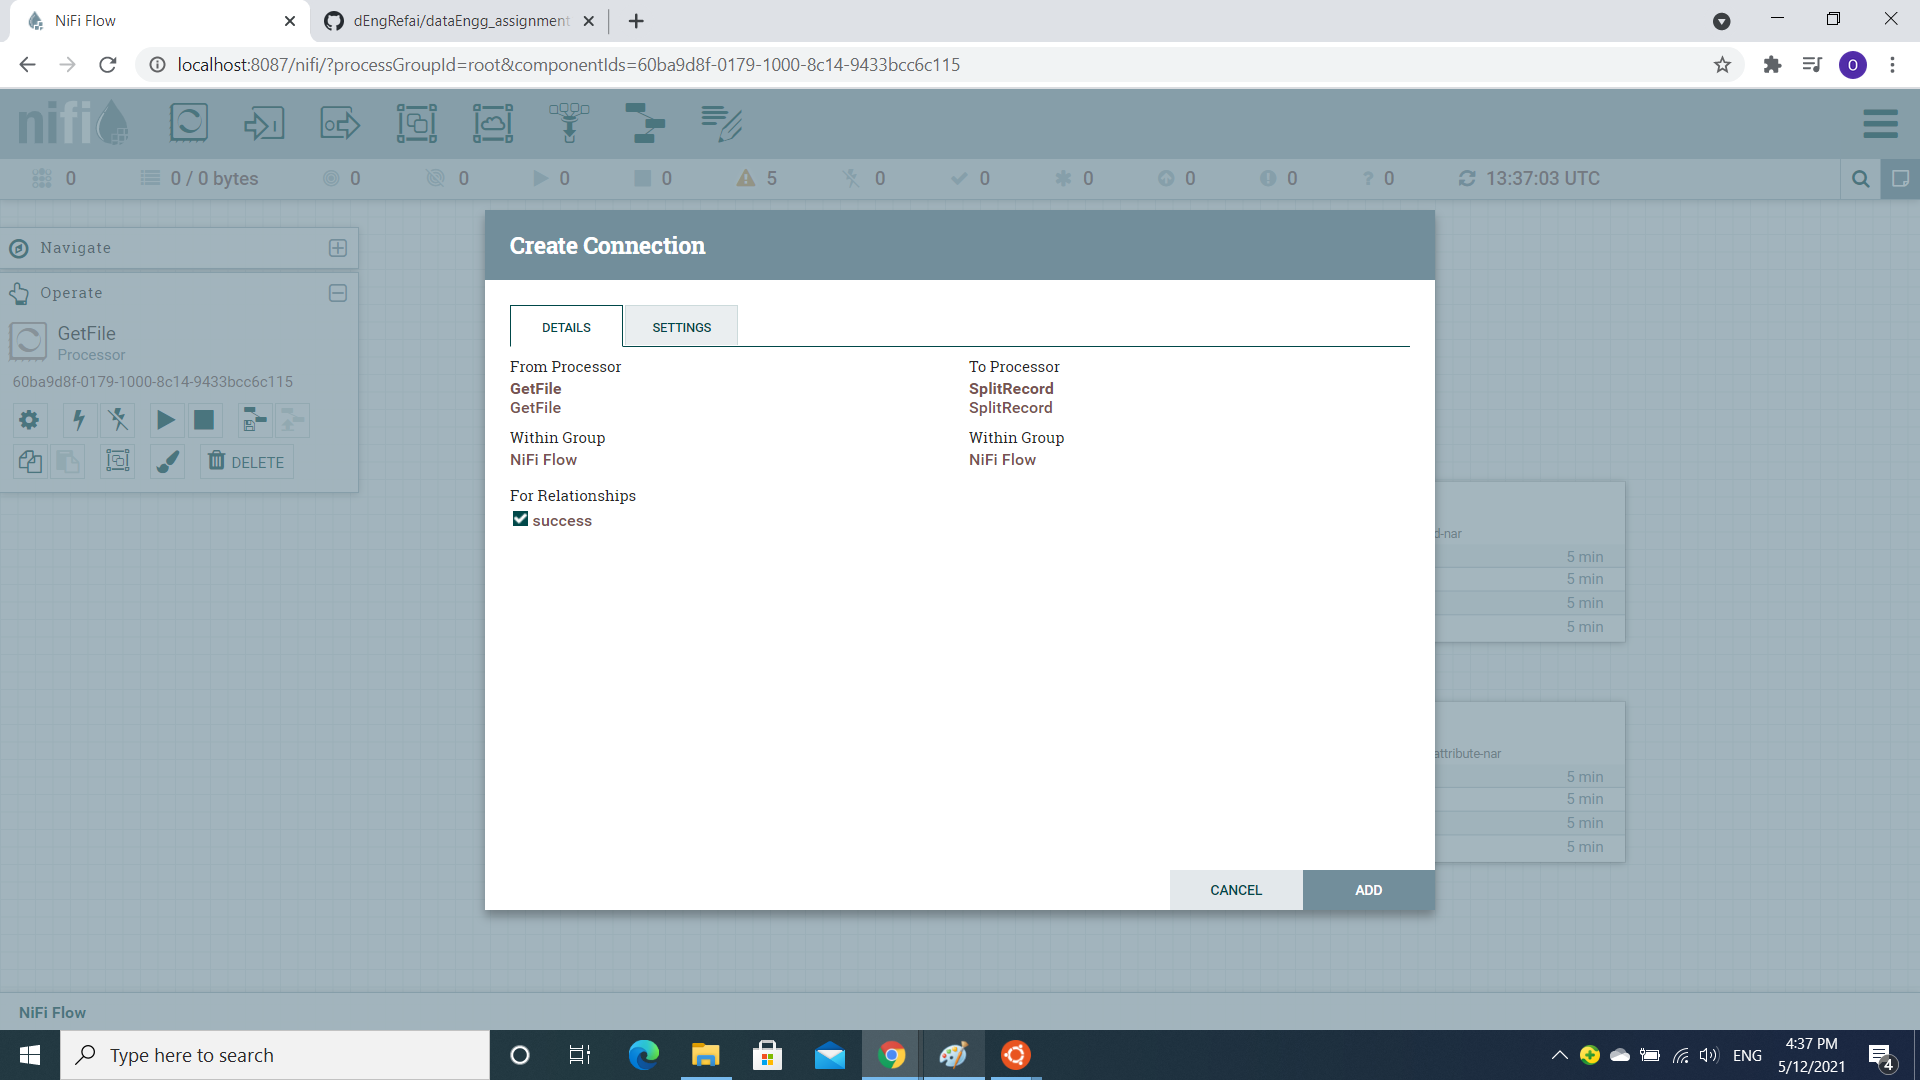 NiFi Flow
dEngRefai/dataEngg_assignment
localhost:8087/nifi/?processGroupId=root&componentIds=60ba9d8f-0179-1000-8c14-9433bcc6c115
O
nifi
0
0 / 0 bytes
0
0
0
0
5
0
0
0
0
0
0
13:37:03 UTC
Navigate
Operate
GetFile
Processor
60ba9d8f-0179-1000-8c14-9433bcc6c115
DELETE
Create Connection
DETAILS
SETTINGS
From Processor
GetFile
GetFile
Within Group
NiFi Flow
For Relationships
success
To Processor
SplitRecord
SplitRecord
Within Group
NiFi Flow
CANCEL
ADD
d-nar
5 min
5 min
5 min
5 min
attribute-nar
5 min
5 min
5 min
5 min
NiFi Flow
Type here to search
ENG
4:37 PM
5/12/2021
4